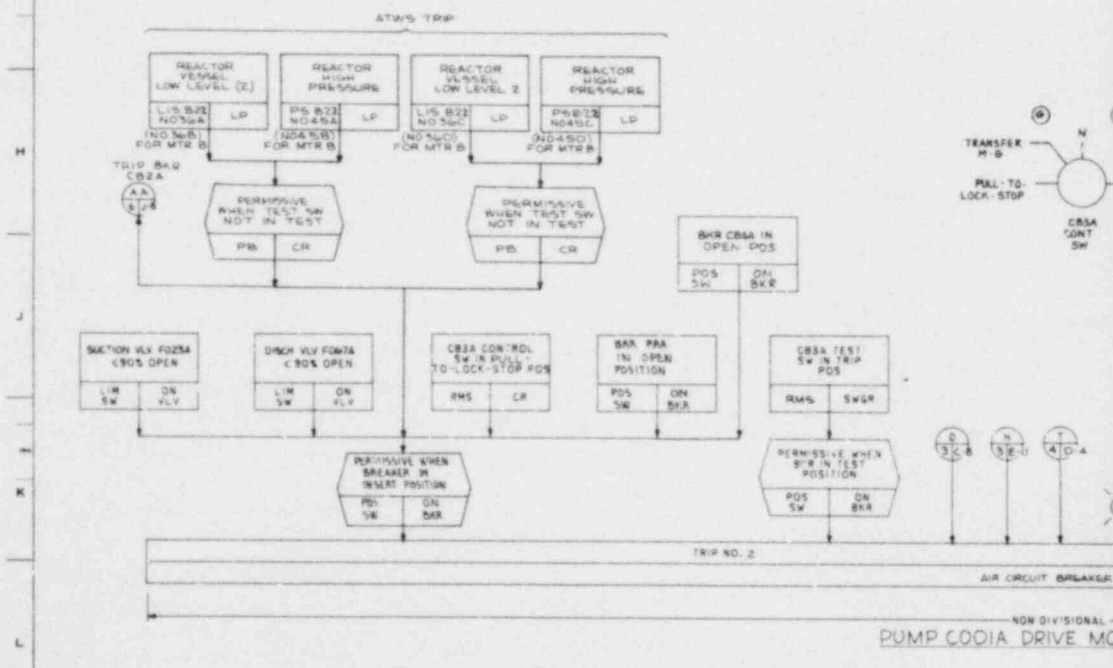 ATWS TRIP
REACTOR
VESSEL
LOW LEVEL (2)
LIS B22
N036A
LP
REACTOR
HIGH
PRESSURE
PS B22
N045A
LP
REACTOR
VESSEL
LOW LEVEL 2
LIS B22
N036C
LP
REACTOR
HIGH
PRESSURE
PS B22
N045C
LP
(N036B)
FOR MTR B
(N045B)
FOR MTR B
(N036D)
FOR MTR B
(N045D)
FOR MTR B
H
TRIP BKR
CB2A
AA
PERMISSIVE
WHEN TEST SW
NOT IN TEST
PB
CR
PERMISSIVE
WHEN TEST SW
NOT IN TEST
PB
CR
N
TRANSFER
M-G
PULL-TO-
LOCK-STOP
CB3A
CONT
SW
BKR CB4A IN
OPEN POS
POS
SW
ON
BKR
J
SUCTION VLV F023A
<90% OPEN
LIM
SW
ON
VLV
DISCH VLV F067A
<90% OPEN
LIM
SW
ON
VLV
CB3A CONTROL
SW IN PULL-
TO-LOCK-STOP POS
RMS
CR
BKR
IN OPEN
POSITION
POS
SW
ON
BKR
CB3A TEST
SW IN TRIP
POS
RMS
SWGR
PERMISSIVE WHEN
BREAKER IN
INSERT POSITION
POS
SW
ON
BKR
PERMISSIVE WHEN
BKR IN TEST
POSITION
POS
SW
ON
BKR
D
3 C-8
H
3 E-11
T
4 D-4
K
TRIP NO. 2
AIR CIRCUIT BREAKER
NON DIVISIONAL
L
PUMP COO1A DRIVE MO